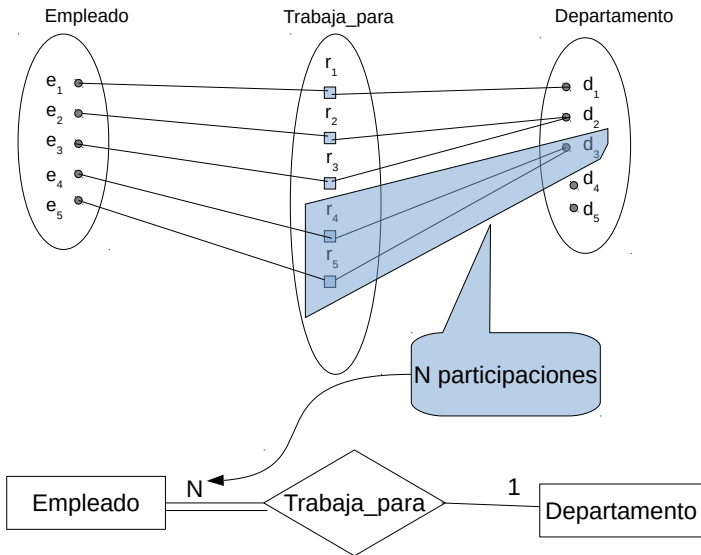 Empleado
Trabaja_para
Departamento
e1
e2
e3
e4
e5
r1
r2
r3
r4
r5
d1
d2
d3
d4
d5
N participaciones
Empleado
N
Trabaja_para
1
Departamento